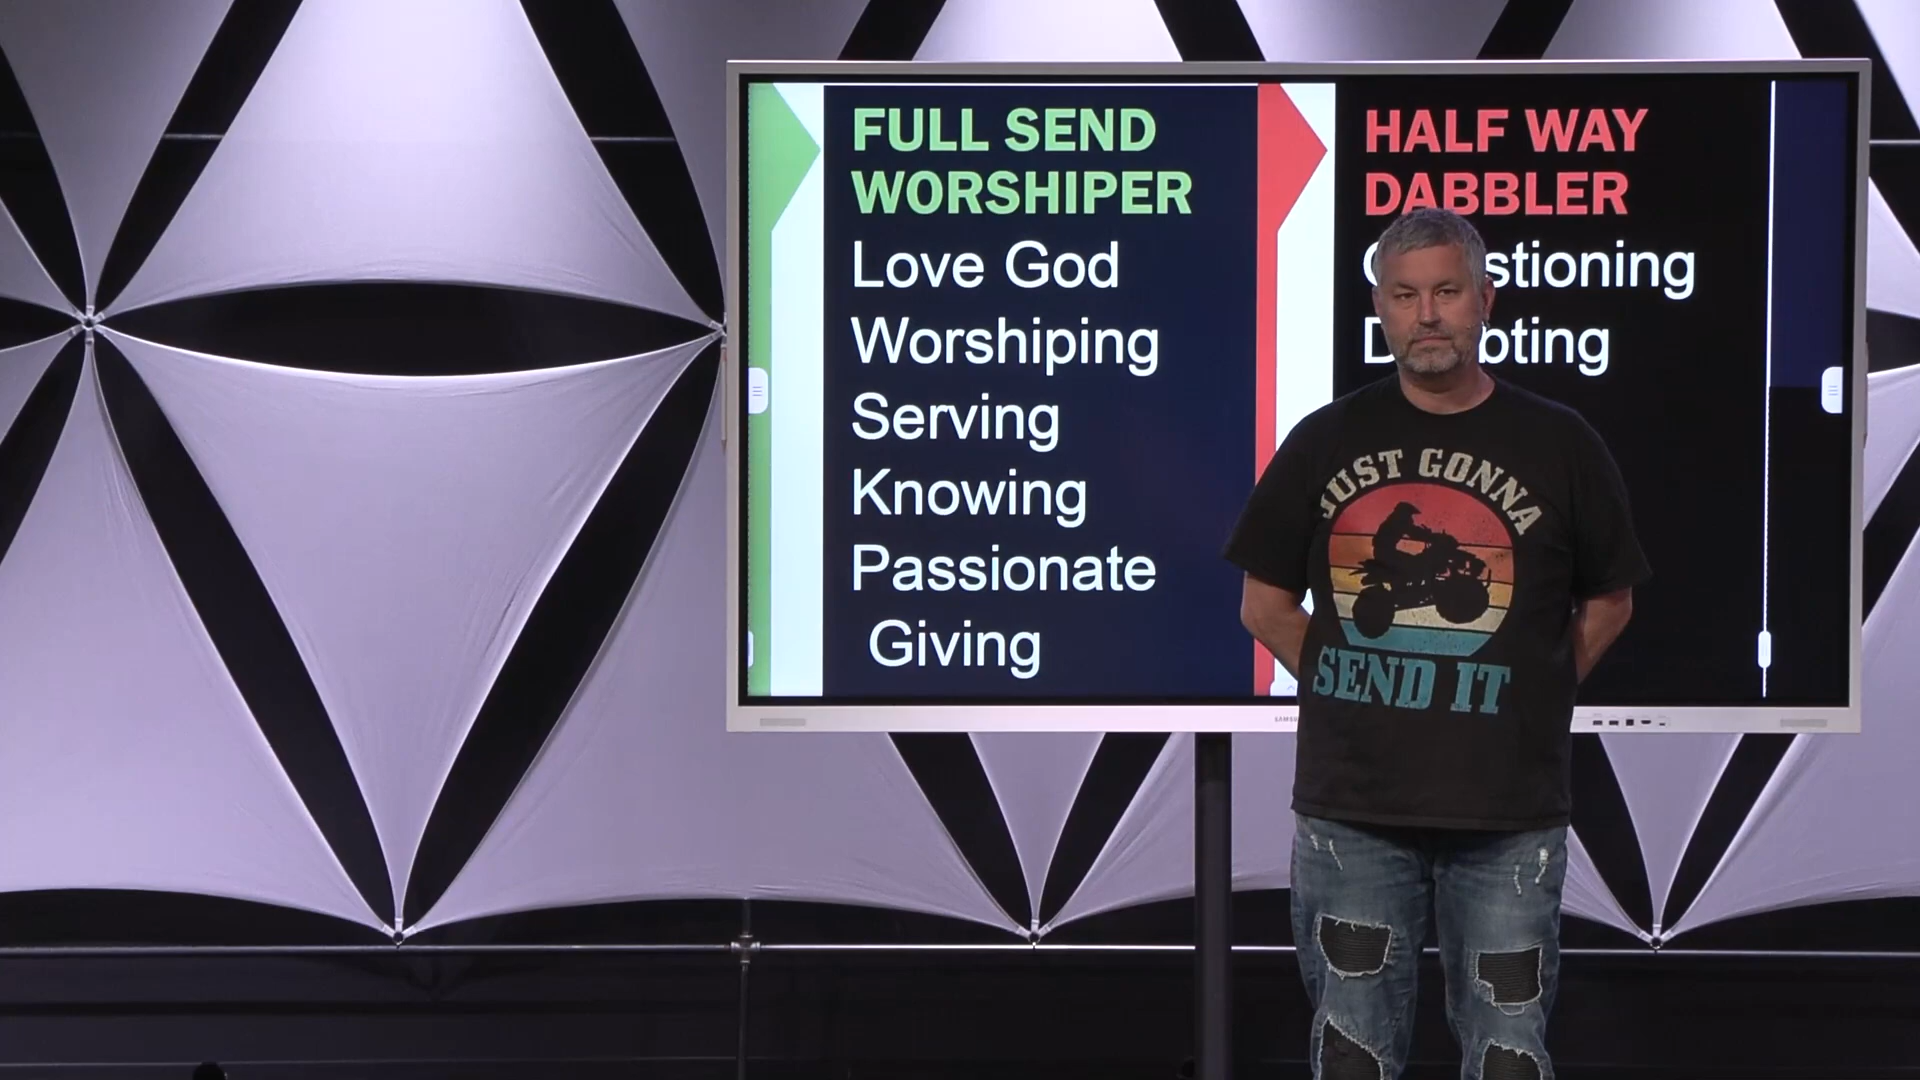 FULL SEND
WORSHIPER
Love God
Worshiping
Serving
Knowing
Passionate
Giving
HALF WAY
DABBLER
JUST GONNA
SEND IT